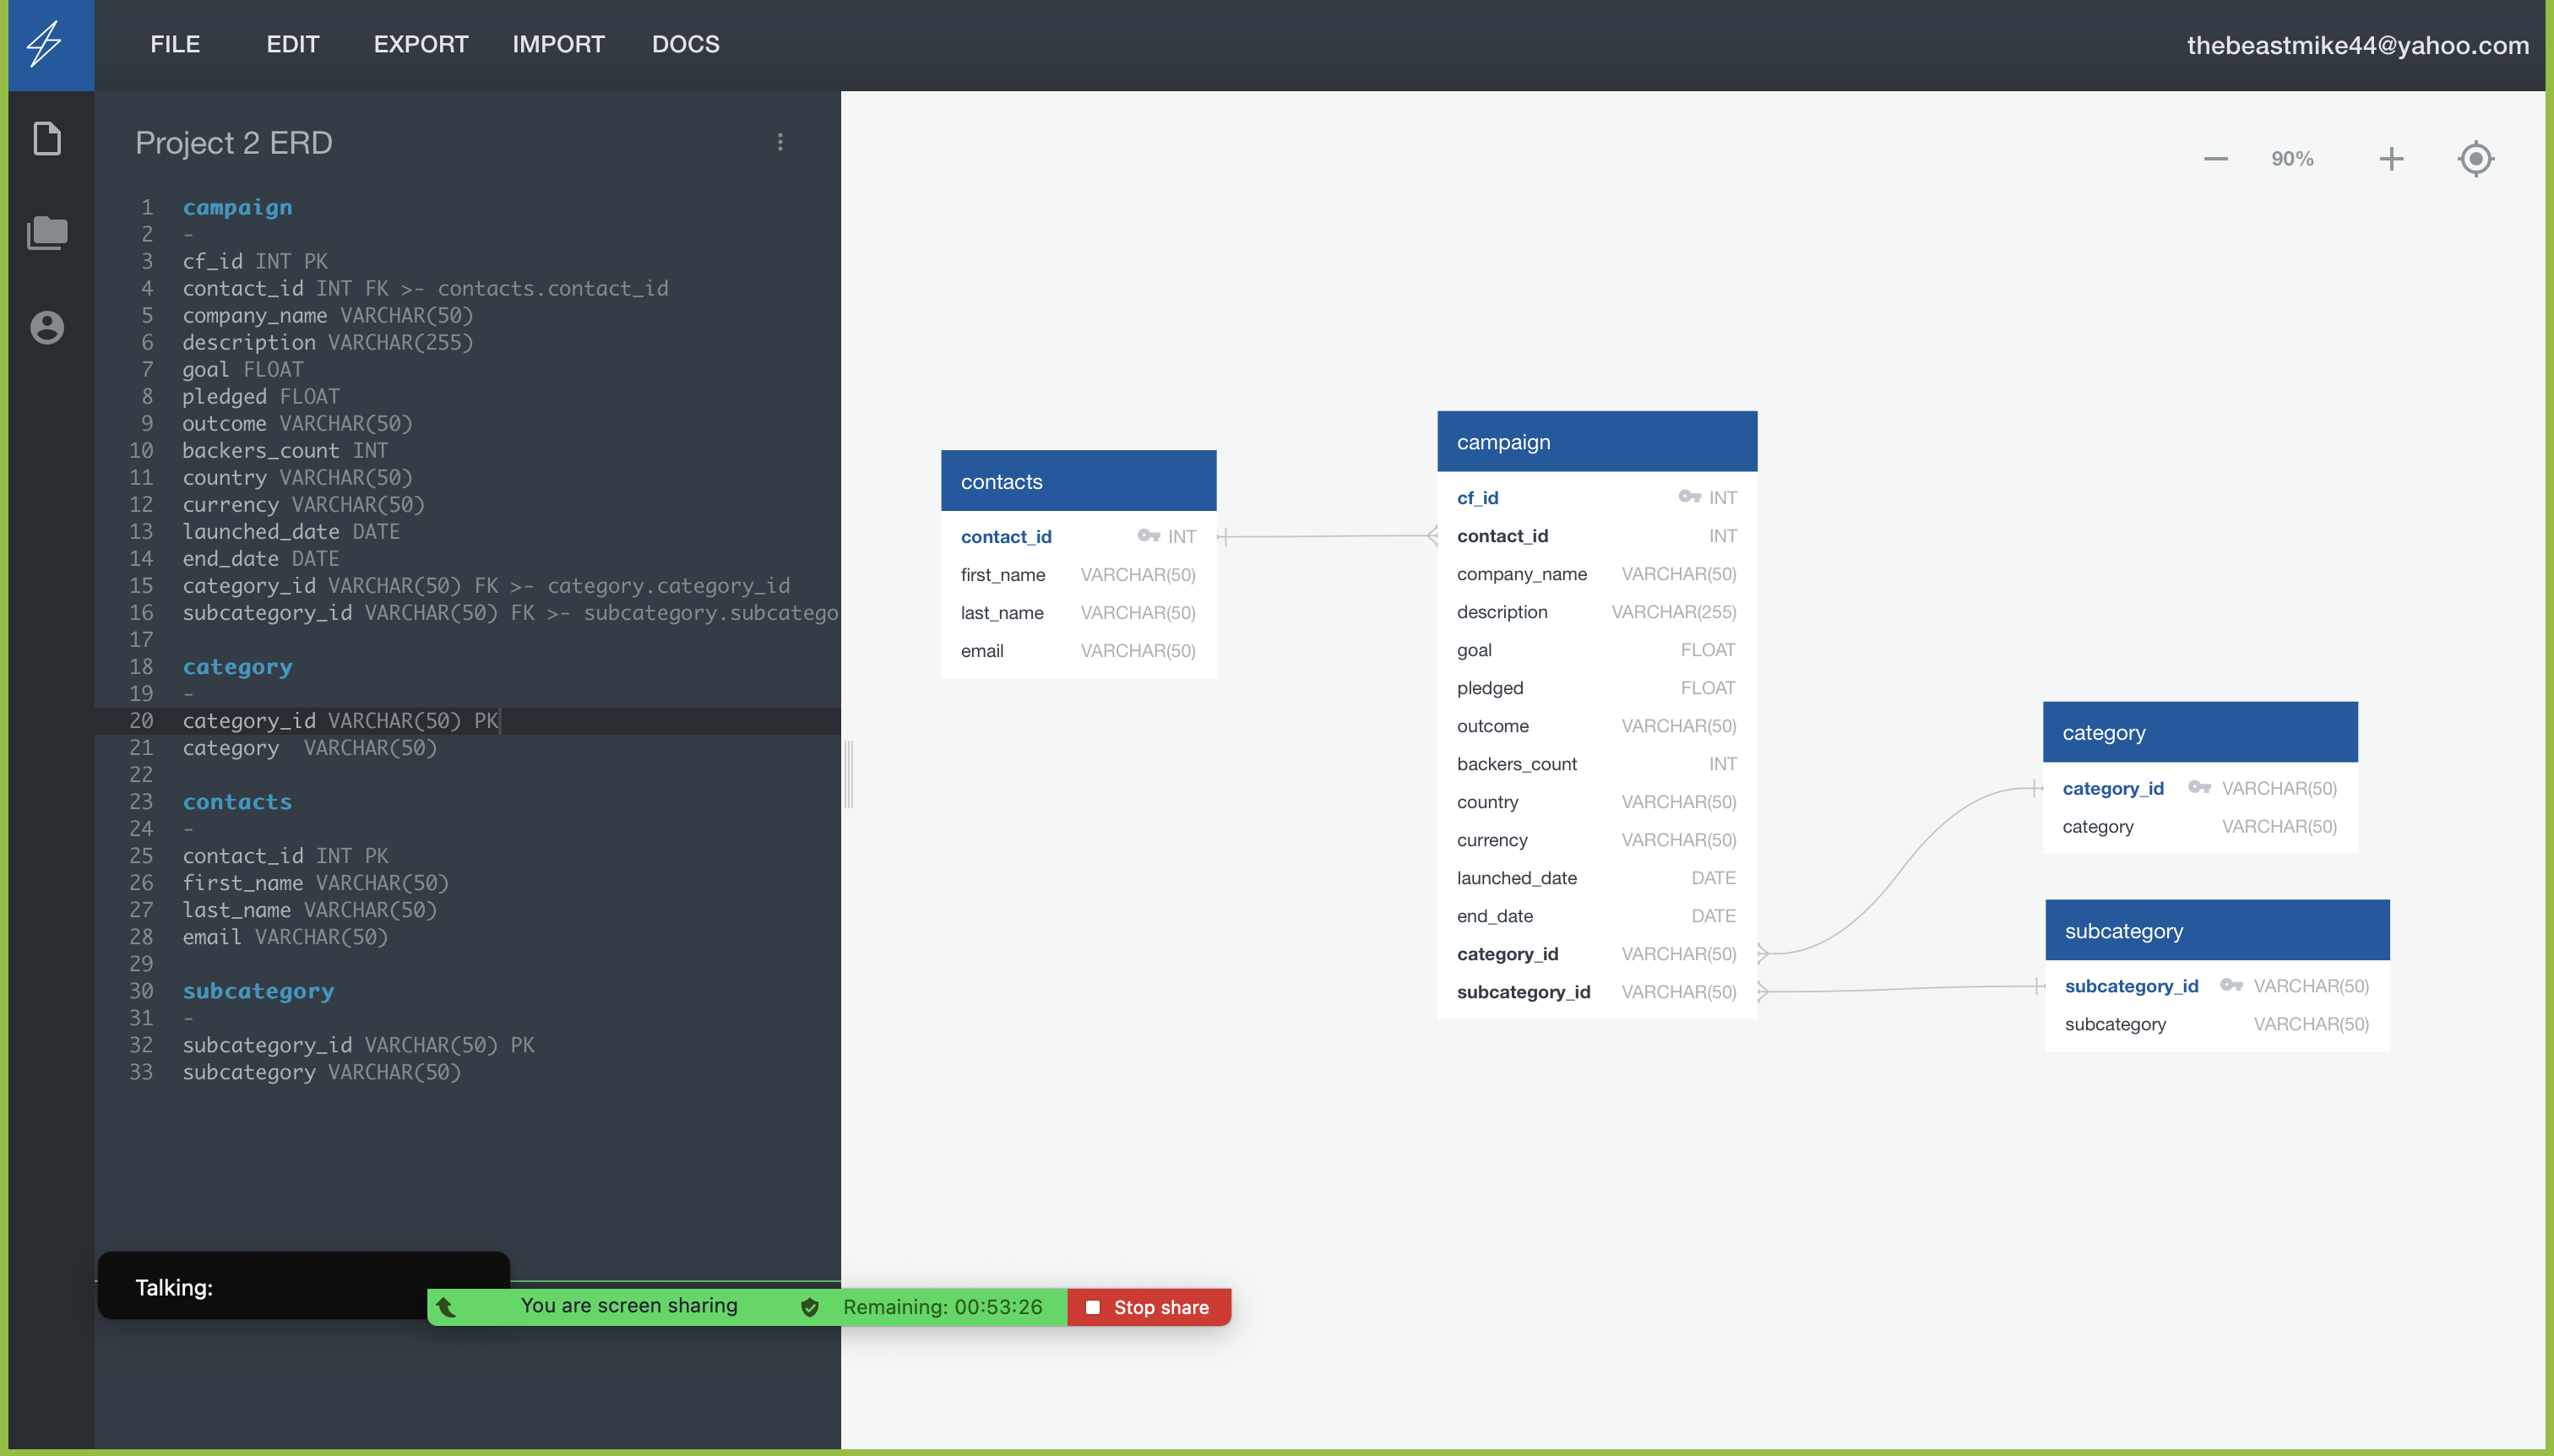 FILE EDIT EXPORT IMPORT DOCS thebeastmike44@yahoo.com
Project 2 ERD
1 campaign
2 -
3 cf_id INT PK
4 contact_id INT FK >- contacts.contact_id
5 company_name VARCHAR(50)
6 description VARCHAR(255)
7 goal FLOAT
8 pledged FLOAT
9 outcome VARCHAR(50)
10 backers_count INT
11 country VARCHAR(50)
12 currency VARCHAR(50)
13 launched_date DATE
14 end_date DATE
15 category_id VARCHAR(50) FK >- category.category_id
16 subcategory_id VARCHAR(50) FK >- subcategory.subcatego
17
18 category
19 -
20 category_id VARCHAR(50) PK
21 category  VARCHAR(50)
22
23 contacts
24 -
25 contact_id INT PK
26 first_name VARCHAR(50)
27 last_name VARCHAR(50)
28 email VARCHAR(50)
29
30 subcategory
31 -
32 subcategory_id VARCHAR(50) PK
33 subcategory VARCHAR(50)
90%
contacts
contact_id INT
first_name VARCHAR(50)
last_name VARCHAR(50)
email VARCHAR(50)
campaign
cf_id INT
contact_id INT
company_name VARCHAR(50)
description VARCHAR(255)
goal FLOAT
pledged FLOAT
outcome VARCHAR(50)
backers_count INT
country VARCHAR(50)
currency VARCHAR(50)
launched_date DATE
end_date DATE
category_id VARCHAR(50)
subcategory_id VARCHAR(50)
category
category_id VARCHAR(50)
category VARCHAR(50)
subcategory
subcategory_id VARCHAR(50)
subcategory VARCHAR(50)
Talking:
You are screen sharing Remaining: 00:53:26 Stop share